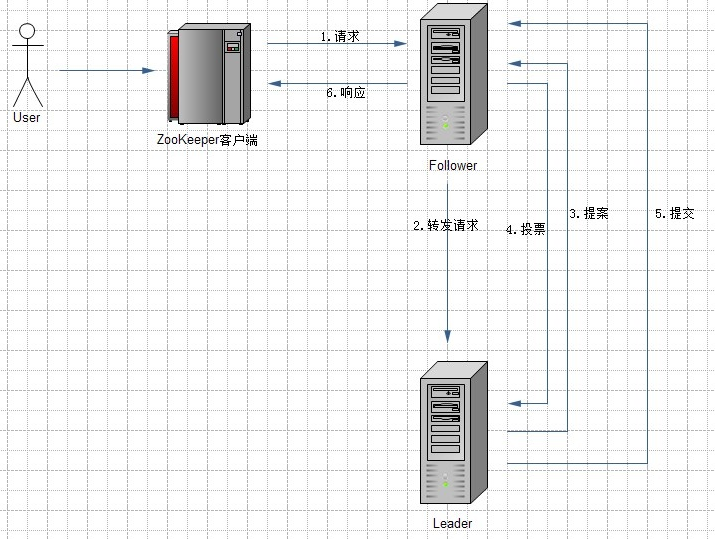 1.请求
6.响应
User
ZooKeeper客户端
Follower
2.转发请求
4.投票
3.提案
5.提交
Leader